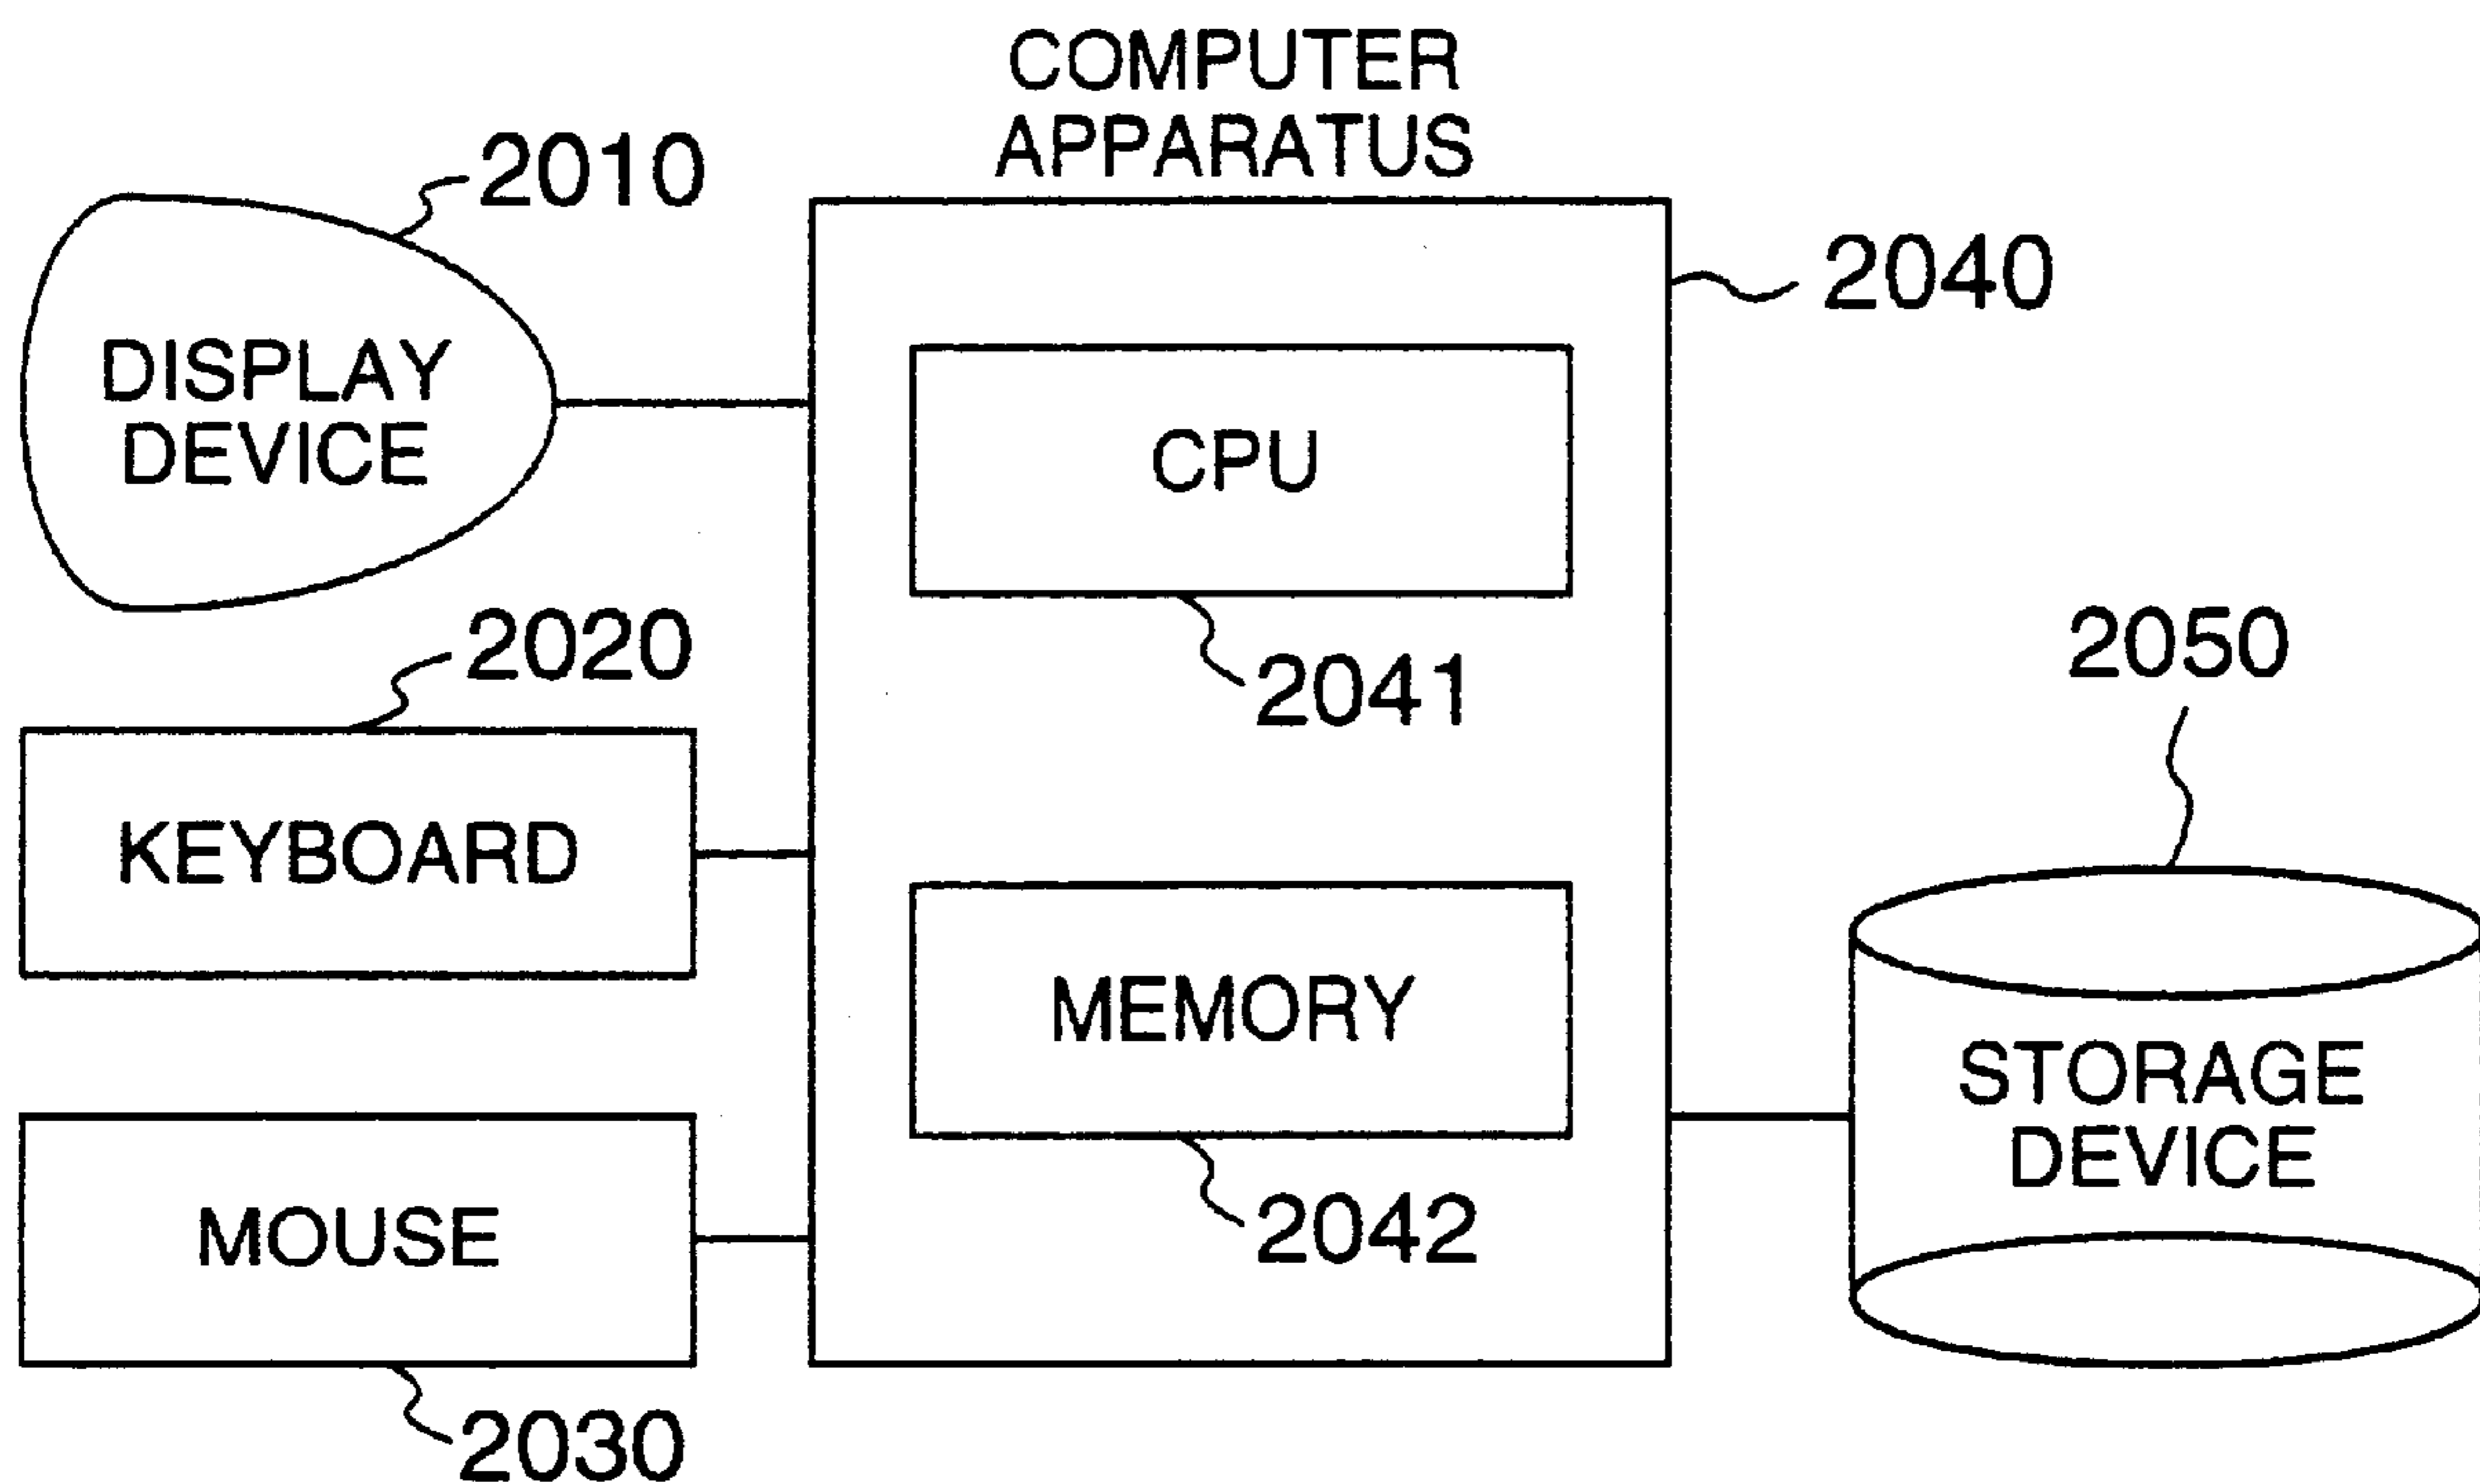 COMPUTER
APPARATUS
2010
2040
DISPLAY
DEVICE
CPU
2020
2041
2050
KEYBOARD
MEMORY
STORAGE
DEVICE
MOUSE
2042
2030